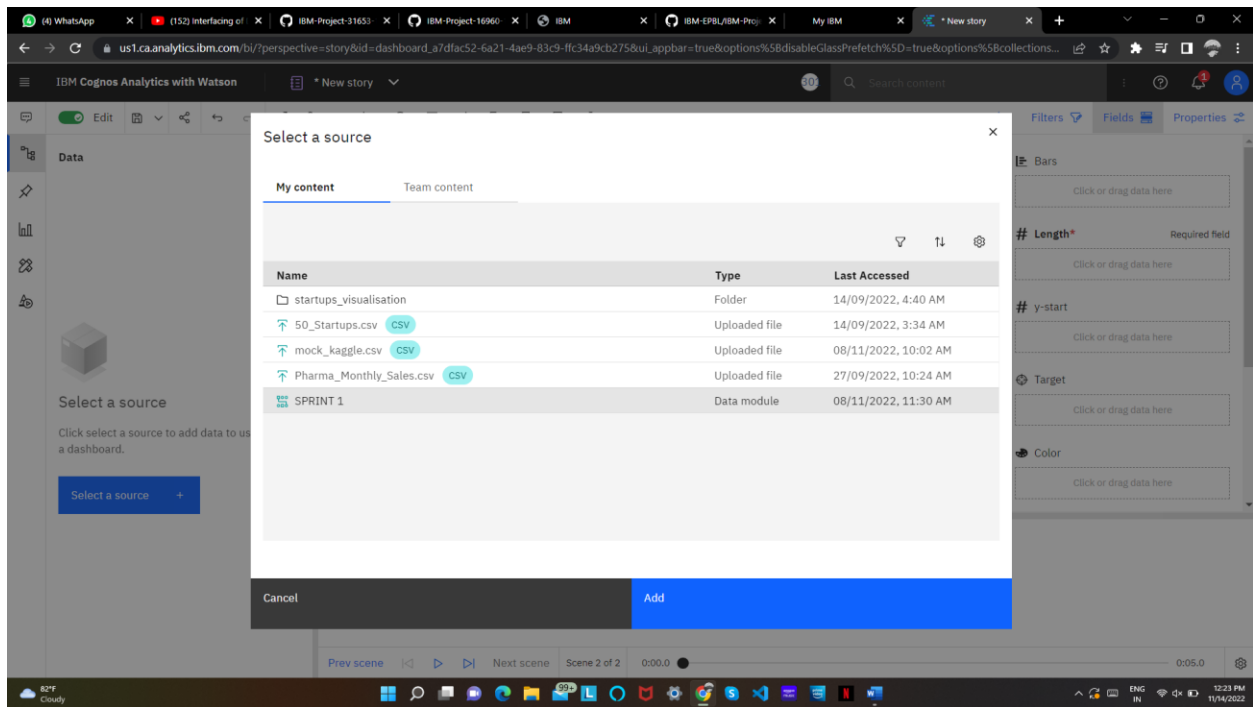 (4) WhatsApp
(152) Interfacing of
IBM-Project-31653-
IBM-Project-16960-
IBM
IBM-EPBL/IBM-Proj
My IBM
* New story
us1.ca.analytics.ibm.com/bi/?perspective=story&id=dashboard_a7dfac52-6a21-4ae9-83c9-ffc34a9cb275&ui_appbar=true&options%5BdisableGlassPrefetch%5D=true&options%5Bcollections...
IBM Cognos Analytics with Watson
* New story
Search content
1
Edit
Filters
Fields
Properties
Data
Select a source
Click select a source to add data to us
a dashboard.
Select a source +
Select a source
My content
Team content
Name Type Last Accessed
startups_visualisation Folder 14/09/2022, 4:40 AM
50_Startups.csv CSV Uploaded file 14/09/2022, 3:34 AM
mock_kaggle.csv CSV Uploaded file 08/11/2022, 10:02 AM
Pharma_Monthly_Sales.csv CSV Uploaded file 27/09/2022, 10:24 AM
SPRINT 1 Data module 08/11/2022, 11:30 AM
Cancel
Add
Bars
Click or drag data here
# Length* Required field
Click or drag data here
# y-start
Click or drag data here
Target
Click or drag data here
Color
Click or drag data here
Prev scene Next scene Scene 2 of 2 0:00.0 0:05.0
82°F
Cloudy
99+
ENG
IN
12:23 PM
11/14/2022